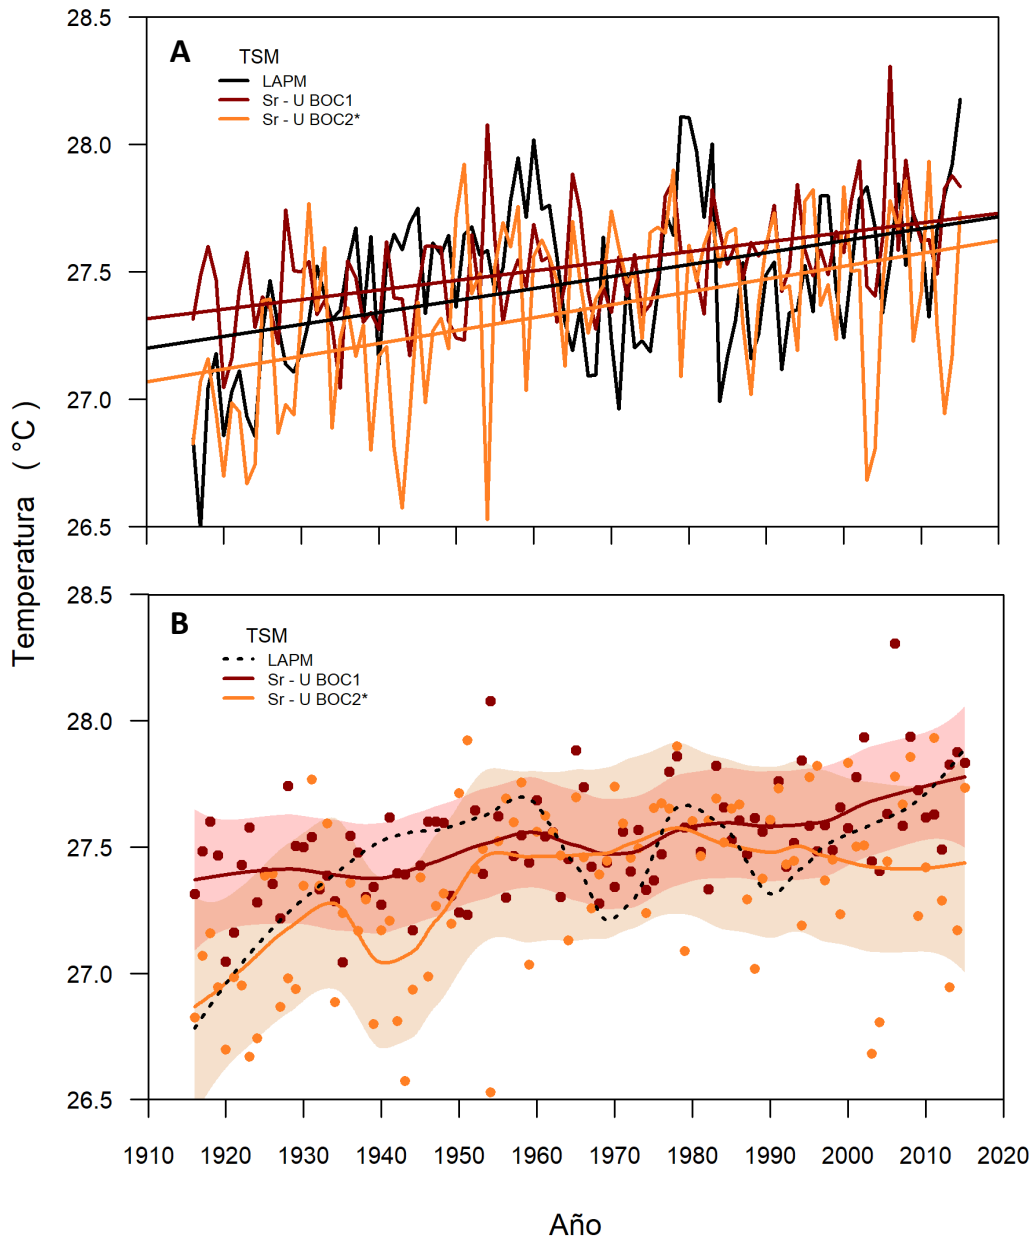 28.5
A
TSM
LAPM
Sr - U BOC1
Sr - U BOC2*
28.0
27.5
27.0
26.5
Temperatura ( °C )
28.5
B
TSM
LAPM
Sr - U BOC1
Sr - U BOC2*
28.0
27.5
27.0
26.5
1910 1920 1930 1940 1950 1960 1970 1980 1990 2000 2010 2020
Año